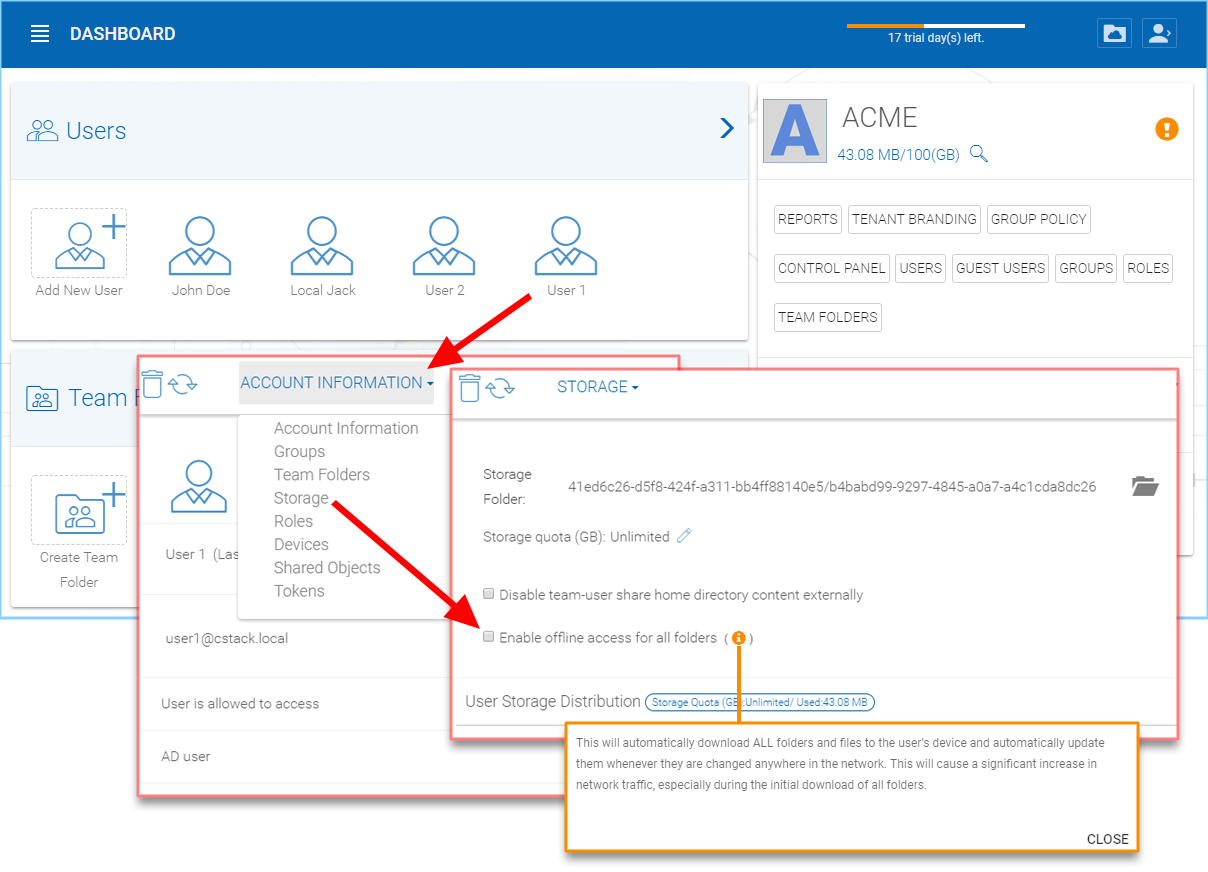 DASHBOARD
17 trial day(s) left.
Users
Add New User
John Doe
Local Jack
User 2
User 1
A
ACME
43.08 MB/100(GB)
REPORTS
TENANT BRANDING
GROUP POLICY
CONTROL PANEL
USERS
GUEST USERS
GROUPS
ROLES
TEAM FOLDERS
Team F
Create Team
Folder
ACCOUNT INFORMATION
Account Information
Groups
Team Folders
Storage
Roles
Devices
Shared Objects
Tokens
User 1 (Las
user1@cstack.local
User is allowed to access
AD user
STORAGE
Storage
Folder:
41ed6c26-d5f8-424f-a311-bb4ff88140e5/b4babd99-9297-4845-a0a7-a4c1cda8dc26
Storage quota (GB): Unlimited
Disable team-user share home directory content externally
Enable offline access for all folders ( )
User Storage Distribution
Storage Quota (GB):Unlimited/ Used:43.08 MB
This will automatically download ALL folders and files to the user's device and automatically update
them whenever they are changed anywhere in the network. This will cause a significant increase in
network traffic, especially during the initial download of all folders.
CLOSE